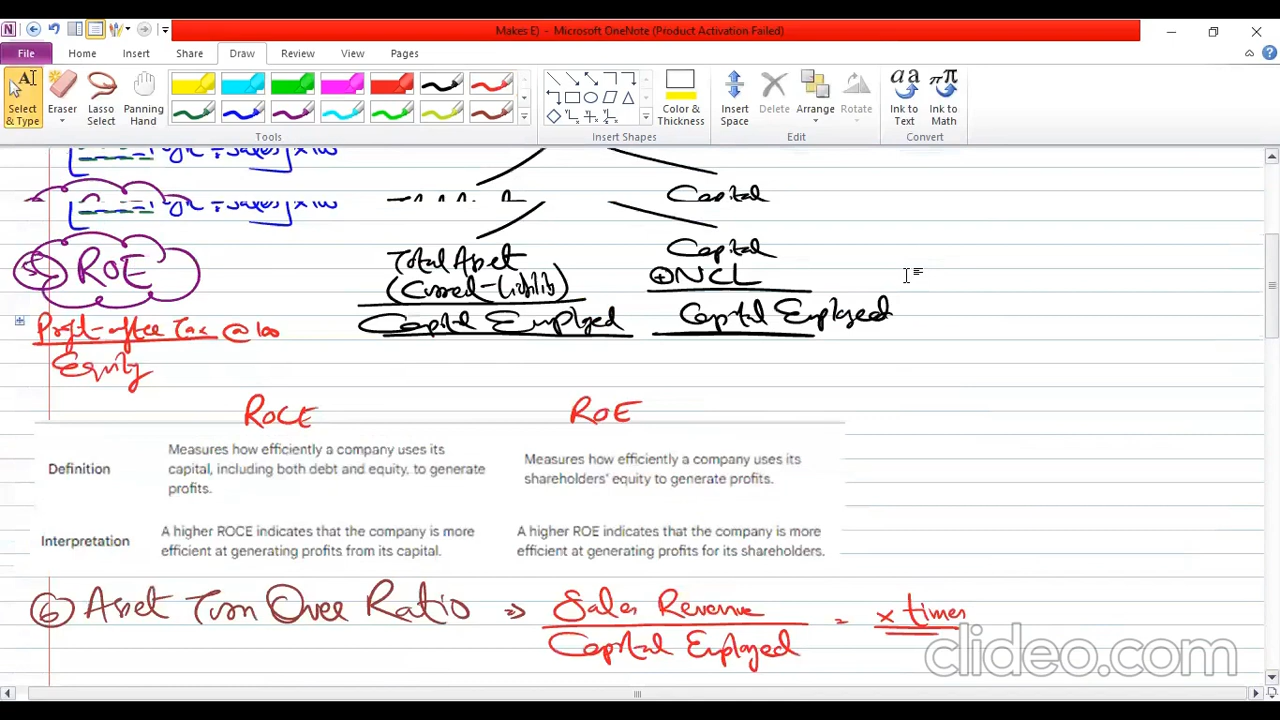 Makes E) - Microsoft OneNote (Product Activation Failed)
File Home Insert Share Draw Review View Pages
Select & Type
Eraser
Lasso Select
Panning Hand
Color & Thickness
Insert Space
Delete
Arrange
Rotate
Ink to Text
Ink to Math
Tools
Insert Shapes
Edit
Convert
÷ Sales] x 100
Capital
÷ Sales] x 100
5 ROE
Total Asset
(Curred - Liablib)
Capital Employed
Capital
+ NCL
Capital Employed
Profit after Tax @ 100
Equity
ROCE ROE
Definition
Measures how efficiently a company uses its
capital, including both debt and equity, to generate
profits.
Measures how efficiently a company uses its
shareholders' equity to generate profits.
Interpretation
A higher ROCE indicates that the company is more
efficient at generating profits from its capital.
A higher ROE indicates that the company is more
efficient at generating profits for its shareholders.
6 Asset Turn Over Ratio => Sales Revenue
Capital Employed
= x times
clideo.com